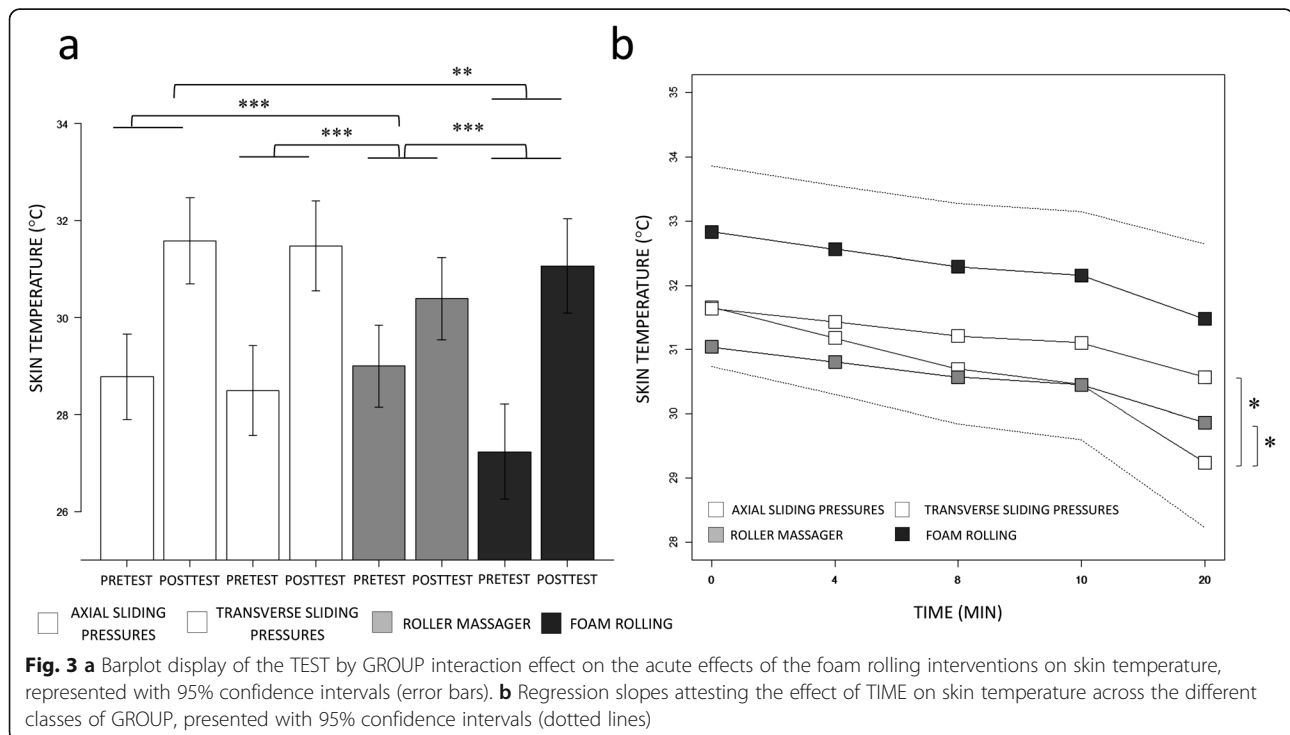 a
**
***
***
***
SKIN TEMPERATURE (°C)
34
32
30
28
26
PRETEST POSTTEST PRETEST POSTTEST PRETEST POSTTEST PRETEST POSTTEST
AXIAL SLIDING PRESSURES
TRANSVERSE SLIDING PRESSURES
ROLLER MASSAGER
FOAM ROLLING
b
SKIN TEMPERATURE (°C)
35
34
33
32
31
30
29
28
*
*
AXIAL SLIDING PRESSURES
TRANSVERSE SLIDING PRESSURES
ROLLER MASSAGER
FOAM ROLLING
0 4 8 10 20
TIME (MIN)
Fig. 3 a Barplot display of the TEST by GROUP interaction effect on the acute effects of the foam rolling interventions on skin temperature,
represented with 95% confidence intervals (error bars). b Regression slopes attesting the effect of TIME on skin temperature across the different
classes of GROUP, presented with 95% confidence intervals (dotted lines)